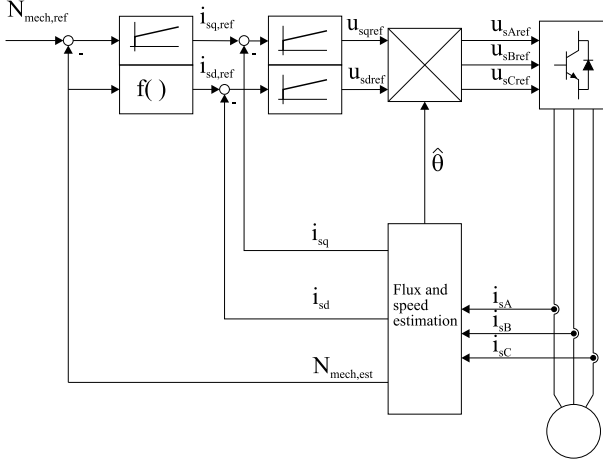 N_mech,ref
i_sq,ref
u_sqref
u_sAref
u_sBref
u_sCref
-
-
i_sd,ref
u_sdref
f( )
-
θ̂
i_sq
Flux and
speed
estimation
i_sd
i_sA
i_sB
i_sC
N_mech,est